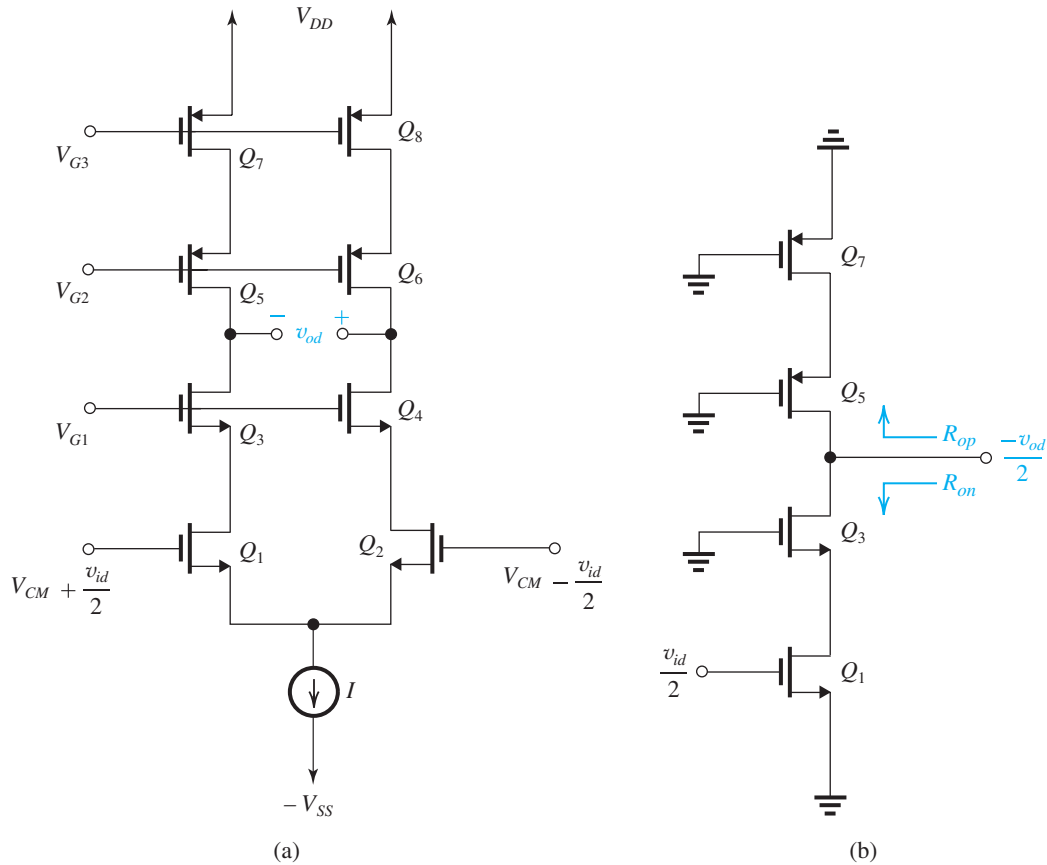 V_DD
V_G3
Q_7
Q_8
V_G2
Q_5
Q_6
− v_od +
V_G1
Q_3
Q_4
Q_1
Q_2
V_CM + v_id/2
V_CM − v_id/2
I
−V_SS
(a)
Q_7
Q_5
R_op
−v_od/2
R_on
Q_3
v_id/2
Q_1
(b)